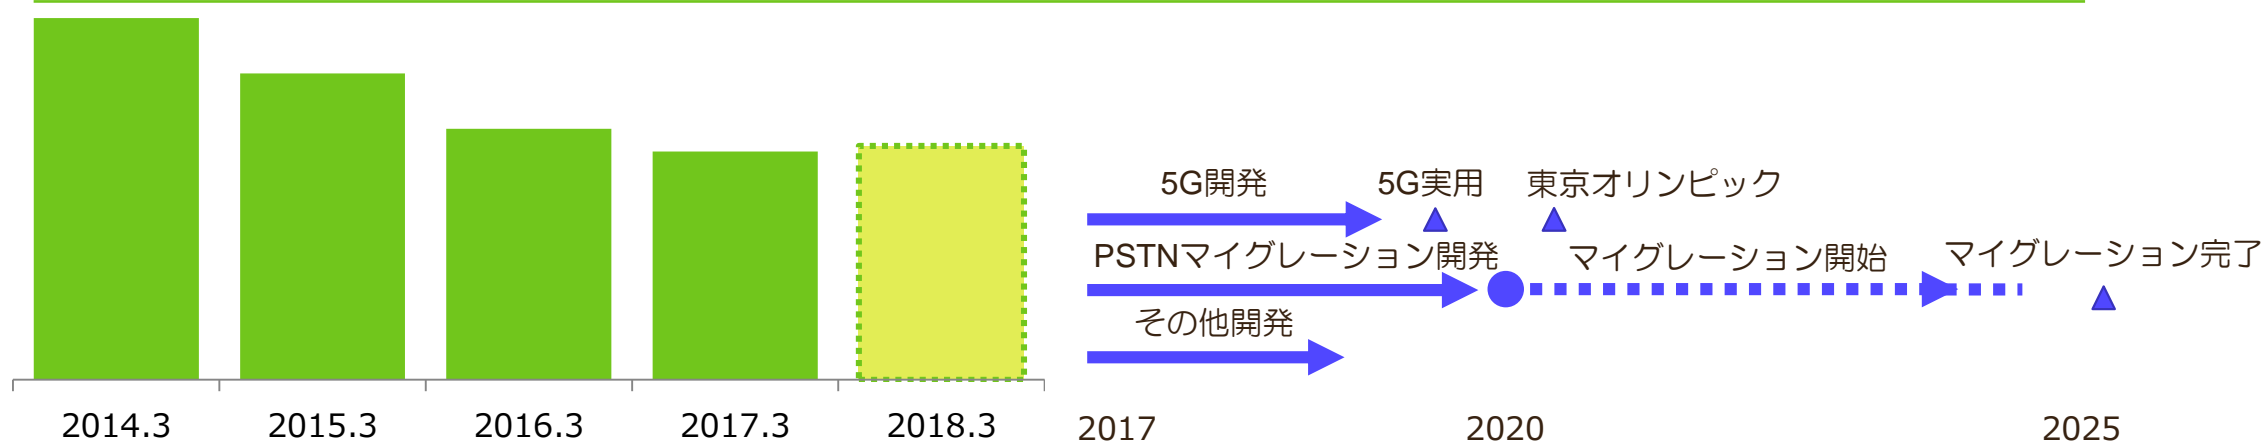 5G開発
5G実用
東京オリンピック
PSTNマイグレーション開発
マイグレーション開始
マイグレーション完了
その他開発
2014.3
2015.3
2016.3
2017.3
2018.3
2017
2020
2025